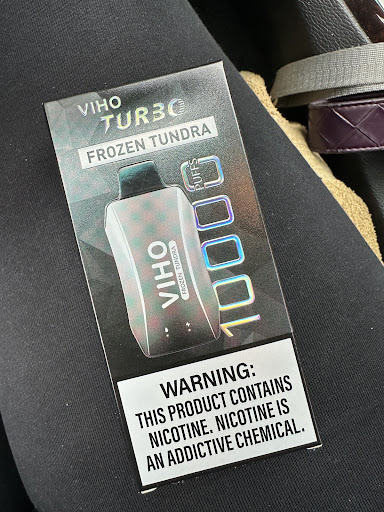 VIHO
TURBO
FROZEN TUNDRA
10000
PUFFS
VIHO
FROZEN TUNDRA
WARNING:
THIS PRODUCT CONTAINS
NICOTINE. NICOTINE IS
AN ADDICTIVE CHEMICAL.